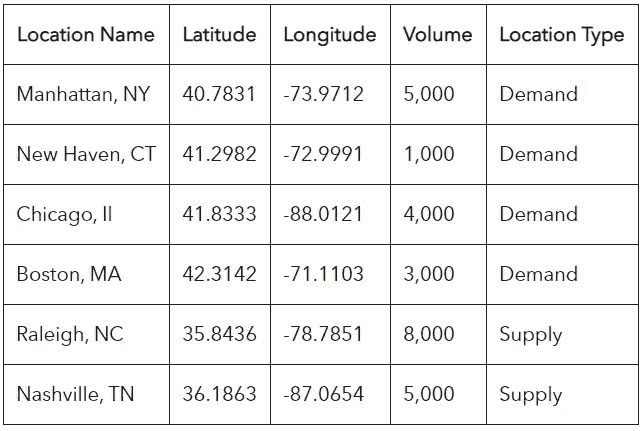 Location Name Latitude Longitude Volume Location Type
Manhattan, NY 40.7831 -73.9712 5,000 Demand
New Haven, CT 41.2982 -72.9991 1,000 Demand
Chicago, Il 41.8333 -88.0121 4,000 Demand
Boston, MA 42.3142 -71.1103 3,000 Demand
Raleigh, NC 35.8436 -78.7851 8,000 Supply
Nashville, TN 36.1863 -87.0654 5,000 Supply